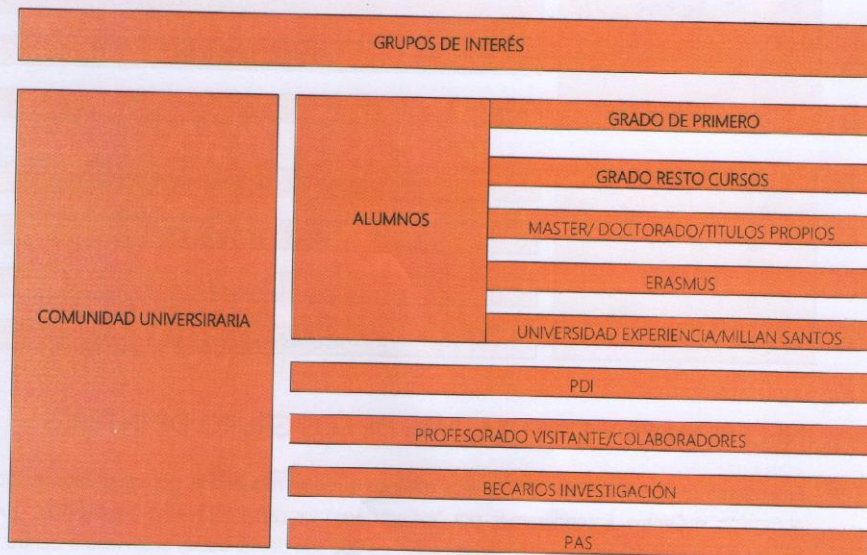 GRUPOS DE INTERÉS
COMUNIDAD UNIVERSIRARIA
ALUMNOS
GRADO DE PRIMERO
GRADO RESTO CURSOS
MASTER/ DOCTORADO/TITULOS PROPIOS
ERASMUS
UNIVERSIDAD EXPERIENCIA/MILLAN SANTOS
PDI
PROFESORADO VISITANTE/COLABORADORES
BECARIOS INVESTIGACIÓN
PAS